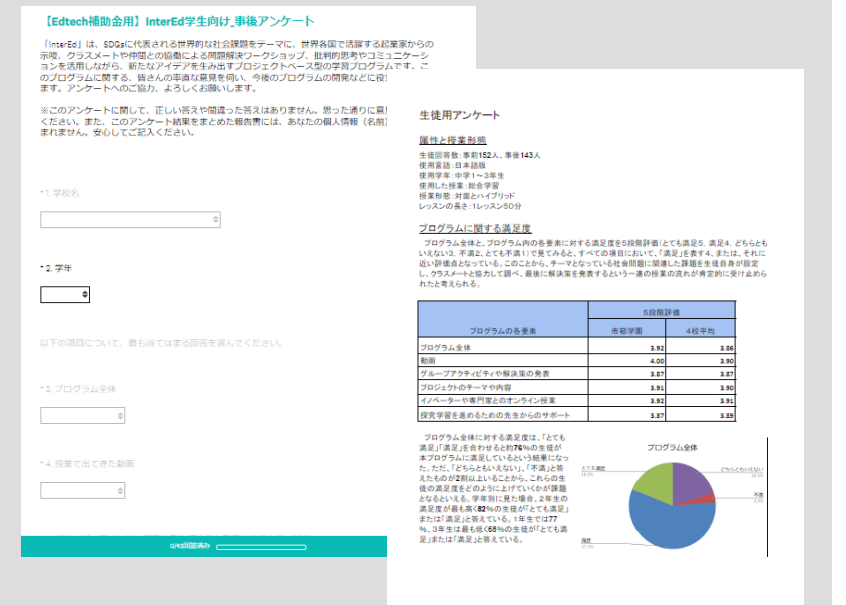 【Edtech補助金用】InterEd学生向け_事後アンケート
「InterEd」は、SDGsに代表される世界的な社会課題をテーマに、世界各国で活躍する起業家からの
示唆、クラスメートや仲間との協働による問題解決ワークショップ、批判的思考やコミュニケーシ
ョンを活用しながら、新たなアイデアを生み出すプロジェクトベース型の学習プログラムです。こ
のプログラムに関する、皆さんの率直な意見を伺い、今後のプログラムの開発などに役
ます。アンケートへのご協力、よろしくお願いします。
※このアンケートに関して、正しい答えや間違った答えはありません。思った通りに意
ください。また、このアンケート結果をまとめた報告書には、あなたの個人情報（名前）
まれません。安心してご記入ください。
* 1. 学校名
* 2. 学年
以下の項目について、最も当てはまる回答を選んでください。
* 3. プログラム全体
* 4. 授業で出てきた動画
0/43回答済み
生徒用アンケート
属性と授業形態
生徒回答数：事前152人、事後143人
使用言語：日本語版
使用学年：中学1～3年生
使用した授業：総合学習
授業形態：対面とハイブリッド
レッスンの長さ：1レッスン50分
プログラムに関する満足度
プログラム全体と、プログラム内の各要素に対する満足度を5段階評価（とても満足5、満足4、どちらとも
いえない3、不満2、とても不満1）で見てみると、すべての項目において、「満足」を表す4、または、それに
近い評価点となっている。このことから、テーマとなっている社会問題に関連した課題を生徒自身が設定
し、クラスメートと協力して調べ、最後に解決策を発表するという一連の授業の流れが肯定的に受け止めら
れたと考えられる。
5段階評価
プログラムの各要素 市邨学園 4校平均
プログラム全体 3.92 3.86
動画 4.00 3.90
グループアクティビティや解決策の発表 3.87 3.87
プロジェクトのテーマや内容 3.91 3.90
イノベーターや専門家とのオンライン授業 3.92 3.91
探究学習を進めるための先生からのサポート 3.87 3.89
プログラム全体に対する満足度は、「とても
満足」「満足」を合わせると約76％の生徒が
本プログラムに満足しているという結果になっ
た。ただ、「どちらともいえない」、「不満」と答
えたものが2割以上いることから、これらの生
徒の満足度をどのように上げていくかが課題
となるといえる。学年別に見た場合、2年生の
満足度が最も高く82％の生徒が「とても満足」
または「満足」と答えている。1年生では77
％、3年生は最も低く68％の生徒が「とても満
足」または「満足」と答えている。
プログラム全体
とても満足
どちらともいえない
不満
満足